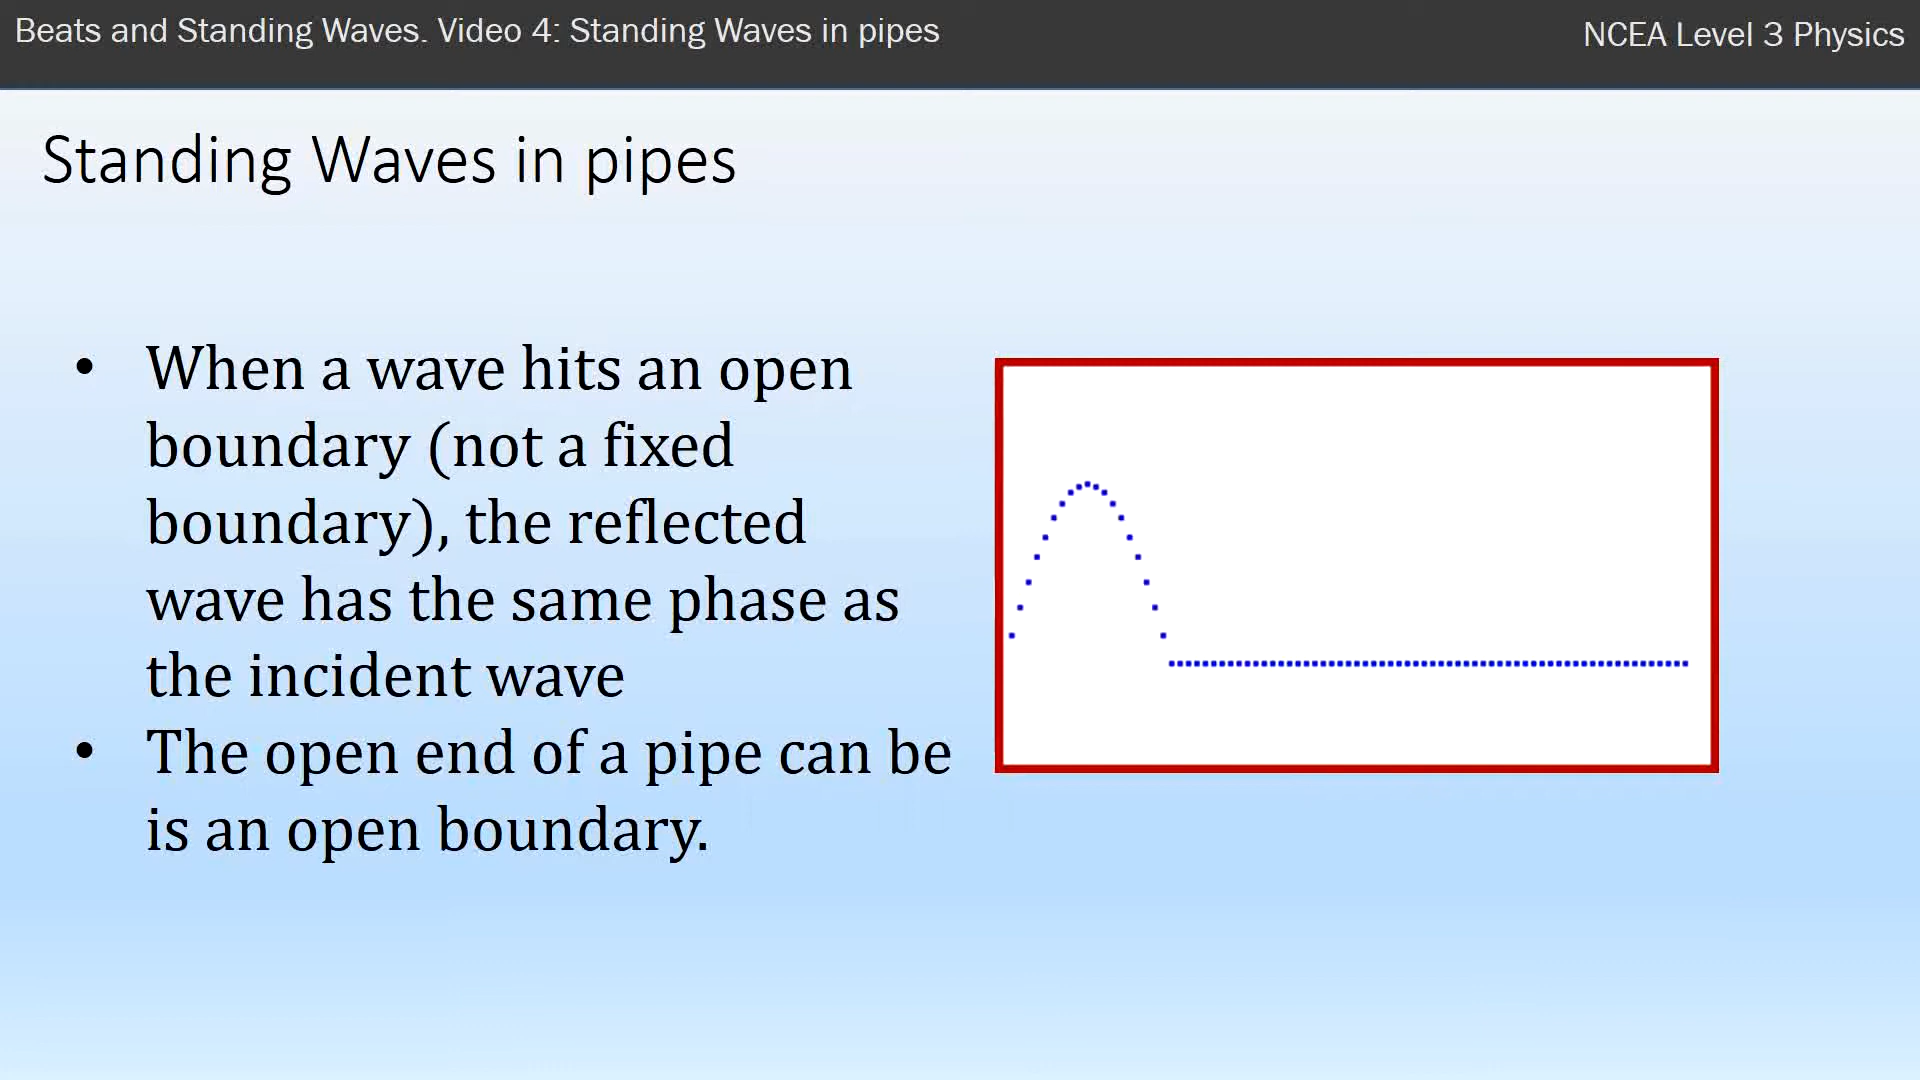 Beats and Standing Waves. Video 4: Standing Waves in pipes
NCEA Level 3 Physics
Standing Waves in pipes
• When a wave hits an open
boundary (not a fixed
boundary), the reflected
wave has the same phase as
the incident wave
• The open end of a pipe can be
is an open boundary.